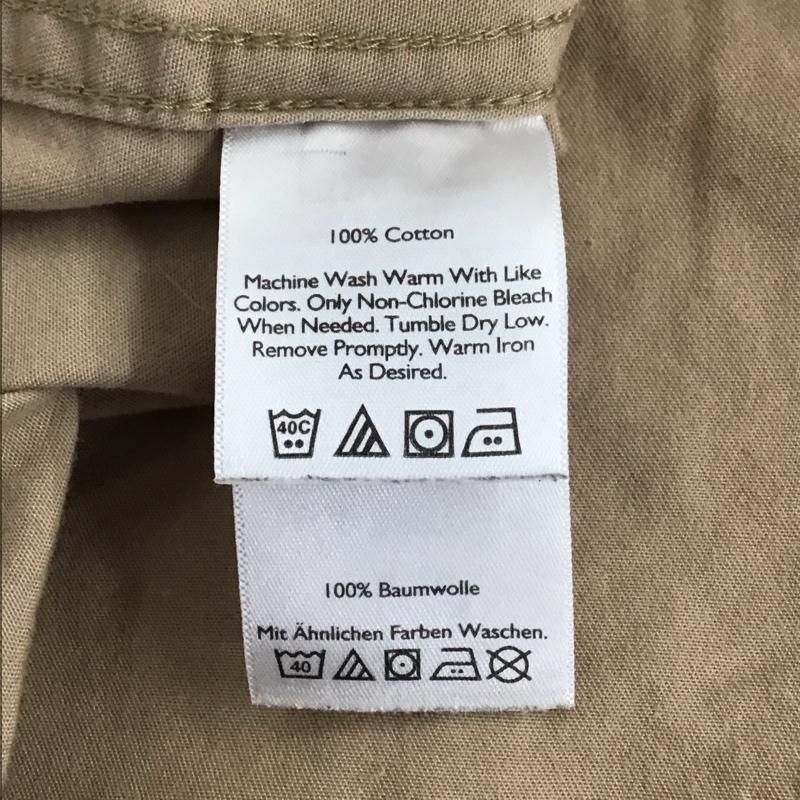 100% Cotton
Machine Wash Warm With Like
Colors. Only Non-Chlorine Bleach
When Needed. Tumble Dry Low.
Remove Promptly. Warm Iron
As Desired.
40C
100% Baumwolle
Mit Ähnlichen Farben Waschen.
40